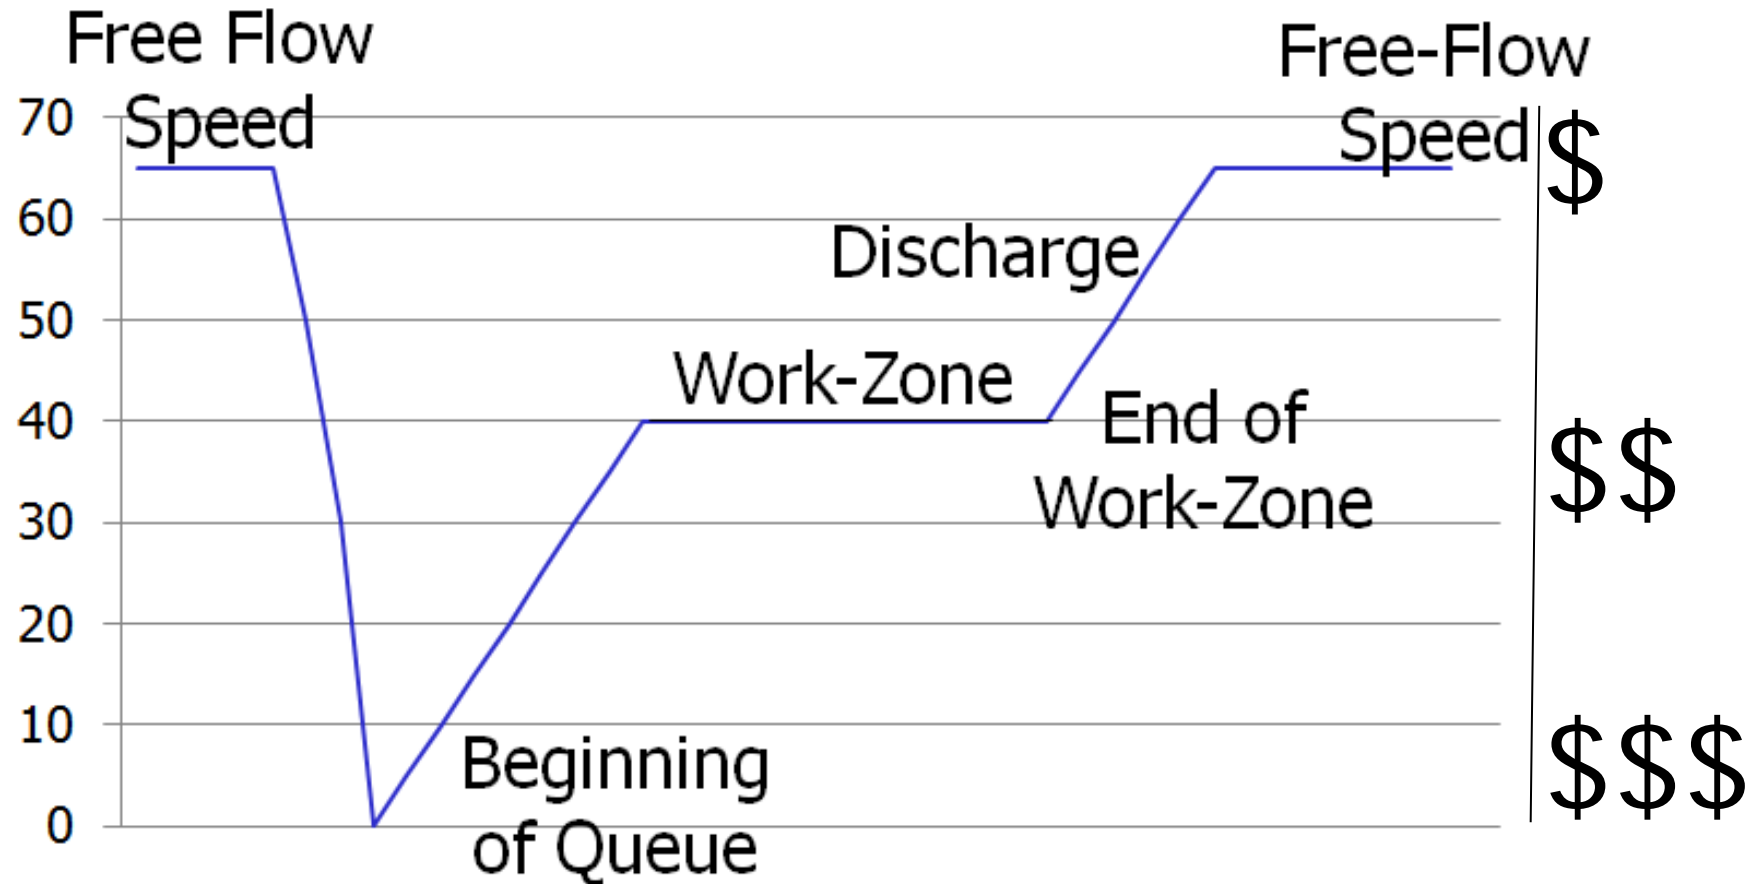 Free Flow
Speed
Free-Flow
Speed
70
60
50
40
30
20
10
0
Discharge
Work-Zone
End of
Work-Zone
Beginning
of Queue
$
$$
$$$